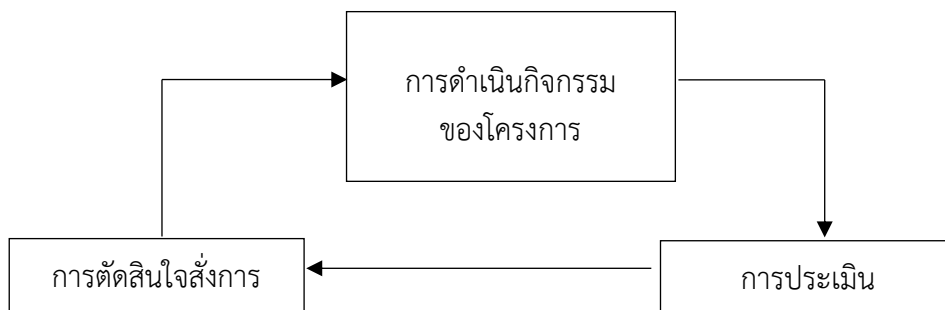 การดำเนินกิจกรรม
ของโครงการ
การตัดสินใจสั่งการ
การประเมิน